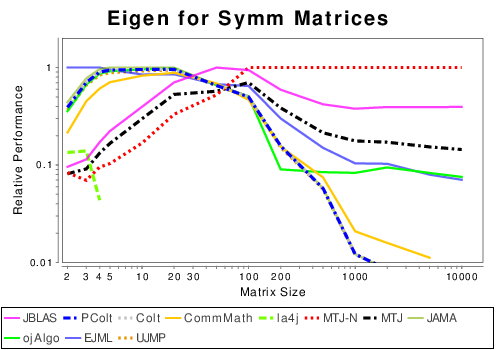 Eigen for Symm Matrices
Relative Performance
1
0.1
0.01
2 3 4 5 10 20 30 100 200 1000 10000
Matrix Size
JBLAS PColt Colt CommMath la4j MTJ-N MTJ JAMA
ojAlgo EJML UJMP